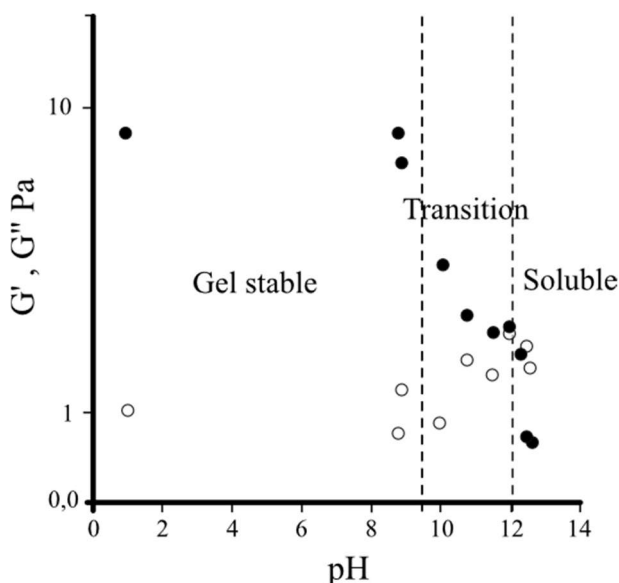 10
Transition
G' , G" Pa
Gel stable
Soluble
1
0,0
0 2 4 6 8 10 12 14
pH